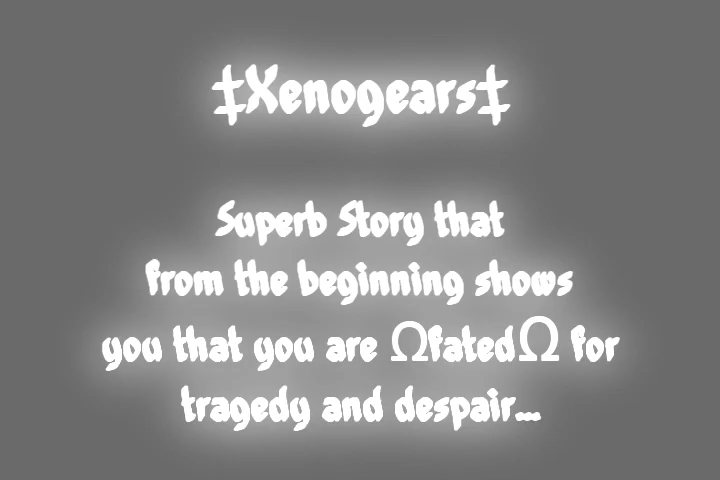 ‡Xenogears‡
Superb Story that
from the beginning shows
you that you are ΩfatedΩ for
tragedy and despair...